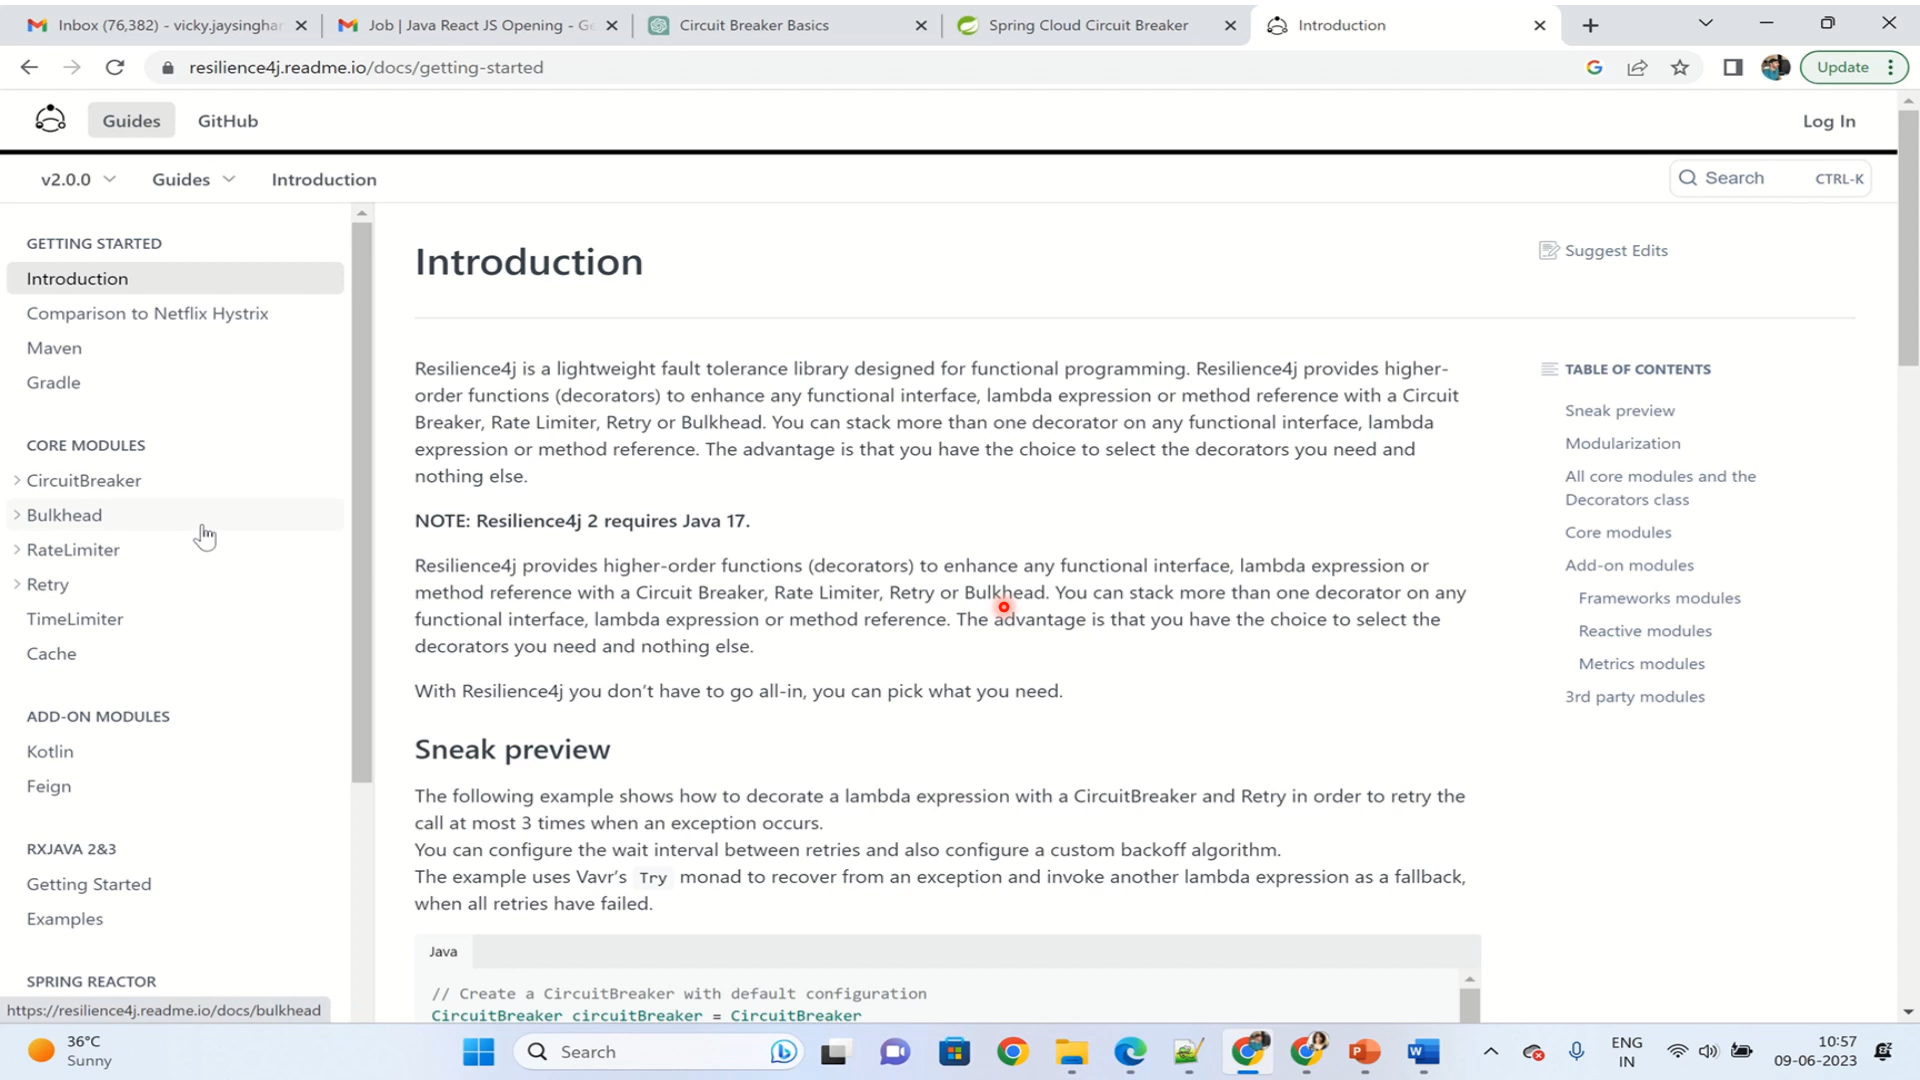 Inbox (76,382) - vicky.jaysinghar
Job | Java React JS Opening - Ge
Circuit Breaker Basics
Spring Cloud Circuit Breaker
Introduction
resilience4j.readme.io/docs/getting-started
Update
Guides
GitHub
Log In
v2.0.0
Guides
Introduction
Search
CTRL-K
GETTING STARTED
Introduction
Comparison to Netflix Hystrix
Maven
Gradle
CORE MODULES
CircuitBreaker
Bulkhead
RateLimiter
Retry
TimeLimiter
Cache
ADD-ON MODULES
Kotlin
Feign
RXJAVA 2&3
Getting Started
Examples
SPRING REACTOR
https://resilience4j.readme.io/docs/bulkhead
Introduction
Suggest Edits
Resilience4j is a lightweight fault tolerance library designed for functional programming. Resilience4j provides higher-
order functions (decorators) to enhance any functional interface, lambda expression or method reference with a Circuit
Breaker, Rate Limiter, Retry or Bulkhead. You can stack more than one decorator on any functional interface, lambda
expression or method reference. The advantage is that you have the choice to select the decorators you need and
nothing else.
NOTE: Resilience4j 2 requires Java 17.
Resilience4j provides higher-order functions (decorators) to enhance any functional interface, lambda expression or
method reference with a Circuit Breaker, Rate Limiter, Retry or Bulkhead. You can stack more than one decorator on any
functional interface, lambda expression or method reference. The advantage is that you have the choice to select the
decorators you need and nothing else.
With Resilience4j you don't have to go all-in, you can pick what you need.
Sneak preview
The following example shows how to decorate a lambda expression with a CircuitBreaker and Retry in order to retry the
call at most 3 times when an exception occurs.
You can configure the wait interval between retries and also configure a custom backoff algorithm.
The example uses Vavr's Try monad to recover from an exception and invoke another lambda expression as a fallback,
when all retries have failed.
Java
// Create a CircuitBreaker with default configuration
CircuitBreaker circuitBreaker = CircuitBreaker
TABLE OF CONTENTS
Sneak preview
Modularization
All core modules and the
Decorators class
Core modules
Add-on modules
Frameworks modules
Reactive modules
Metrics modules
3rd party modules
36°C
Sunny
Search
ENG
IN
10:57
09-06-2023